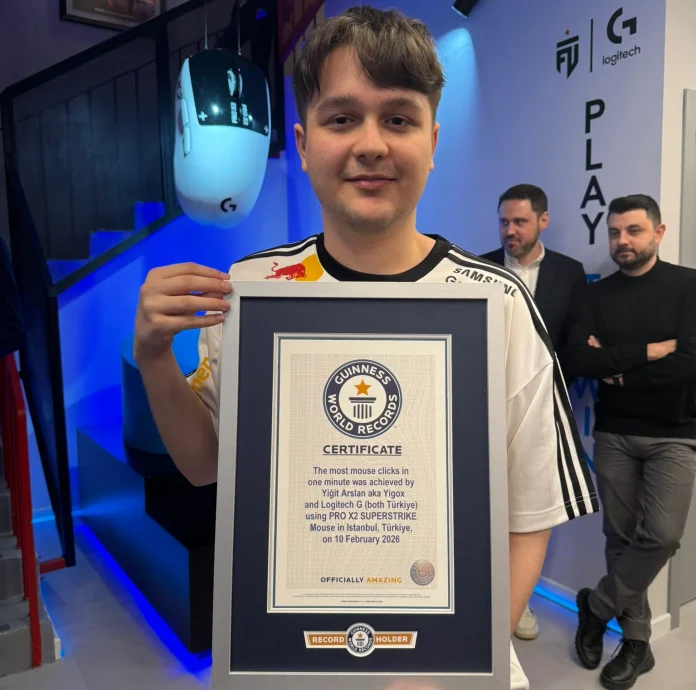 FUT
logitech
PLAY
SAMSUNG
GUINNESS
WORLD RECORDS
CERTIFICATE
The most mouse clicks in
one minute was achieved by
Yiğit Arslan aka Yigox
and Logitech G (both Türkiye)
using PRO X2 SUPERSTRIKE
Mouse in Istanbul, Türkiye,
on 10 February 2026
OFFICIALLY AMAZING
RECORD HOLDER